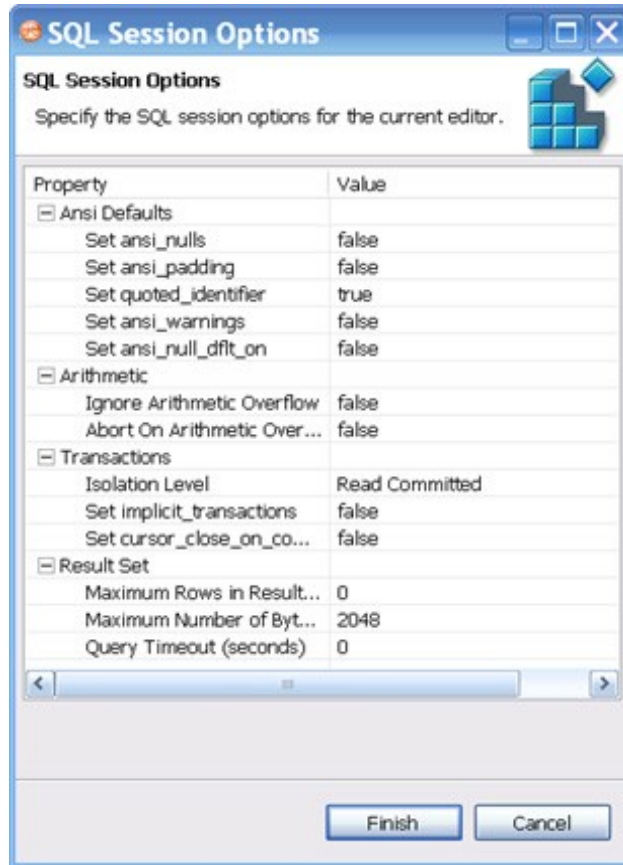 SQL Session Options
SQL Session Options
Specify the SQL session options for the current editor.
Property Value
Ansi Defaults
Set ansi_nulls false
Set ansi_padding false
Set quoted_identifier true
Set ansi_warnings false
Set ansi_null_dflt_on false
Arithmetic
Ignore Arithmetic Overflow false
Abort On Arithmetic Over... false
Transactions
Isolation Level Read Committed
Set implicit_transactions false
Set cursor_close_on_co... false
Result Set
Maximum Rows in Result... 0
Maximum Number of Byt... 2048
Query Timeout (seconds) 0
Finish Cancel